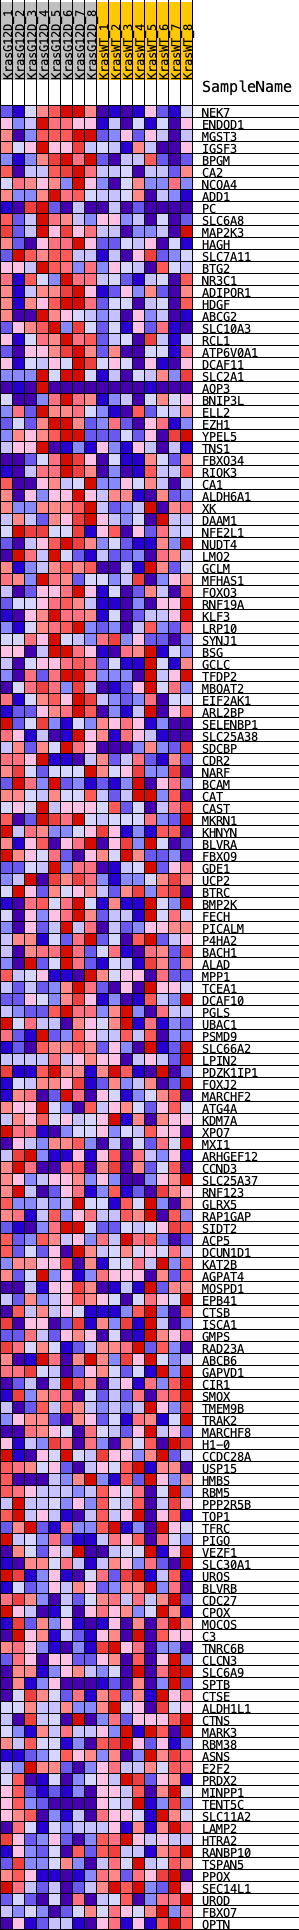 KrasG12D_1
KrasG12D_2
KrasG12D_3
KrasG12D_4
KrasG12D_5
KrasG12D_6
KrasG12D_7
KrasG12D_8
KrasWT_1
KrasWT_2
KrasWT_3
KrasWT_4
KrasWT_5
KrasWT_6
KrasWT_7
KrasWT_8
SampleName
NEK7
ENDOD1
MGST3
IGSF3
BPGM
CA2
NCOA4
ADD1
PC
SLC6A8
MAP2K3
HAGH
SLC7A11
BTG2
NR3C1
ADIPOR1
HDGF
ABCG2
SLC10A3
RCL1
ATP6V0A1
DCAF11
SLC2A1
AQP3
BNIP3L
ELL2
EZH1
YPEL5
TNS1
FBXO34
RIOK3
CA1
ALDH6A1
XK
DAAM1
NFE2L1
NUDT4
LMO2
GCLM
MFHAS1
FOXO3
RNF19A
KLF3
LRP10
SYNJ1
BSG
GCLC
TFDP2
MBOAT2
EIF2AK1
ARL2BP
SELENBP1
SLC25A38
SDCBP
CDR2
NARF
BCAM
CAT
CAST
MKRN1
KHNYN
BLVRA
FBXO9
GDE1
UCP2
BTRC
BMP2K
FECH
PICALM
P4HA2
BACH1
ALAD
MPP1
TCEA1
DCAF10
PGLS
UBAC1
PSMD9
SLC66A2
LPIN2
PDZK1IP1
FOXJ2
MARCHF2
ATG4A
KDM7A
XPO7
MXI1
ARHGEF12
CCND3
SLC25A37
RNF123
GLRX5
RAP1GAP
SIDT2
ACP5
DCUN1D1
KAT2B
AGPAT4
MOSPD1
EPB41
CTSB
ISCA1
GMPS
RAD23A
ABCB6
GAPVD1
CIR1
SMOX
TMEM9B
TRAK2
MARCHF8
H1-0
CCDC28A
USP15
HMBS
RBM5
PPP2R5B
TOP1
TFRC
PIGQ
VEZF1
SLC30A1
UROS
BLVRB
CDC27
CPOX
MOCOS
C3
TNRC6B
CLCN3
SLC6A9
SPTB
CTSE
ALDH1L1
CTNS
MARK3
RBM38
ASNS
E2F2
PRDX2
MINPP1
TENT5C
SLC11A2
LAMP2
HTRA2
RANBP10
TSPAN5
PPOX
SEC14L1
UROD
FBXO7
OPTN